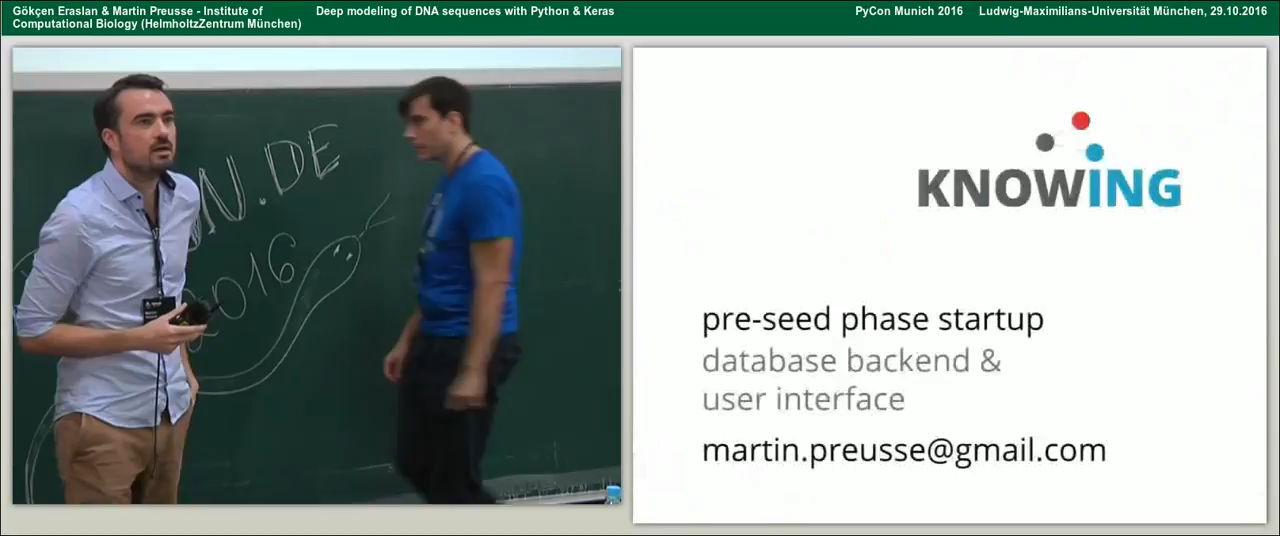 Gökçen Eraslan & Martin Preusse - Institute of
Computational Biology (HelmholtzZentrum München)
Deep modeling of DNA sequences with Python & Keras
PyCon Munich 2016
Ludwig-Maximilians-Universität München, 29.10.2016
N.DE
2016
KNOWING
pre-seed phase startup
database backend &
user interface
martin.preusse@gmail.com